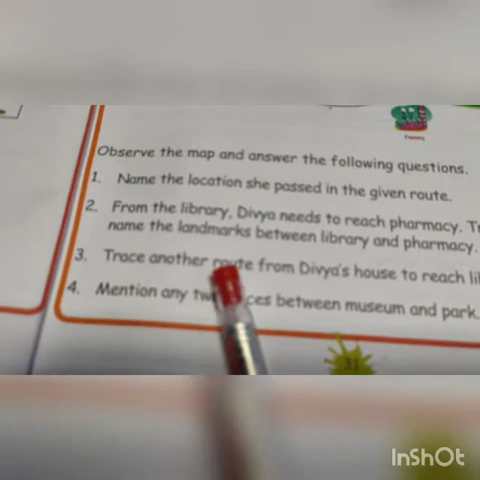 Observe the map and answer the following questions.
1. Name the location she passed in the given route.
2. From the library, Divya needs to reach pharmacy.
name the landmarks between library and pharmacy.
3. Trace another route from Divya's house to reach
4. Mention any between museum and park.
31
InShOt